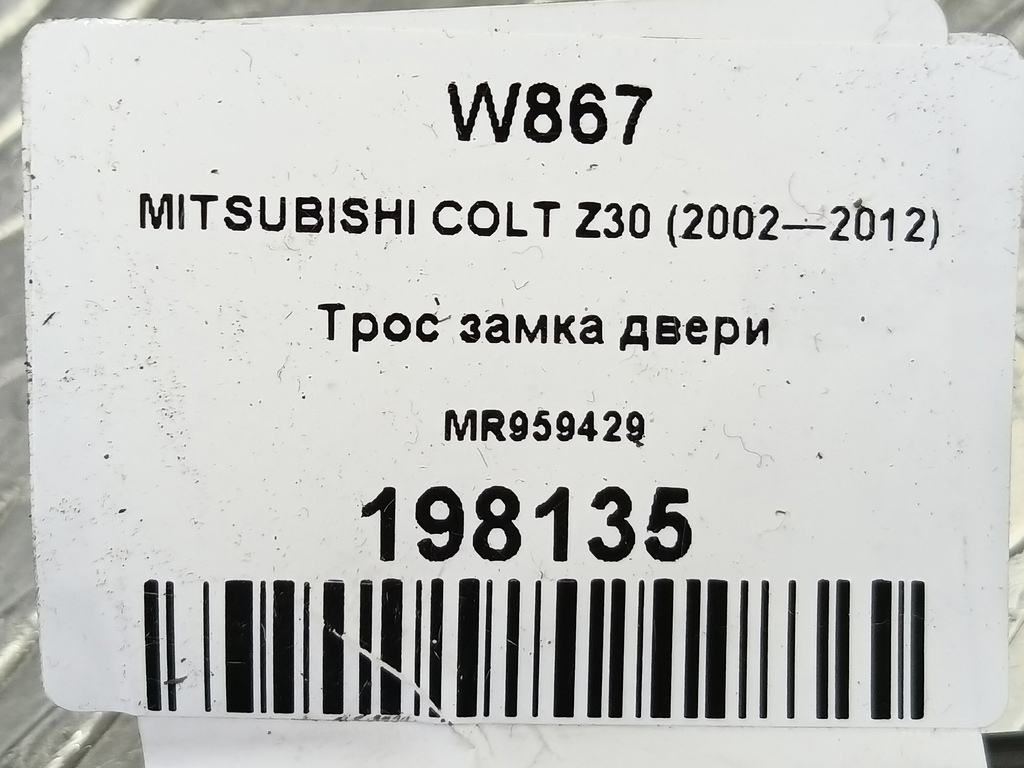 W867
MITSUBISHI COLT Z30 (2002—2012)
Трос замка двери
MR959429
198135